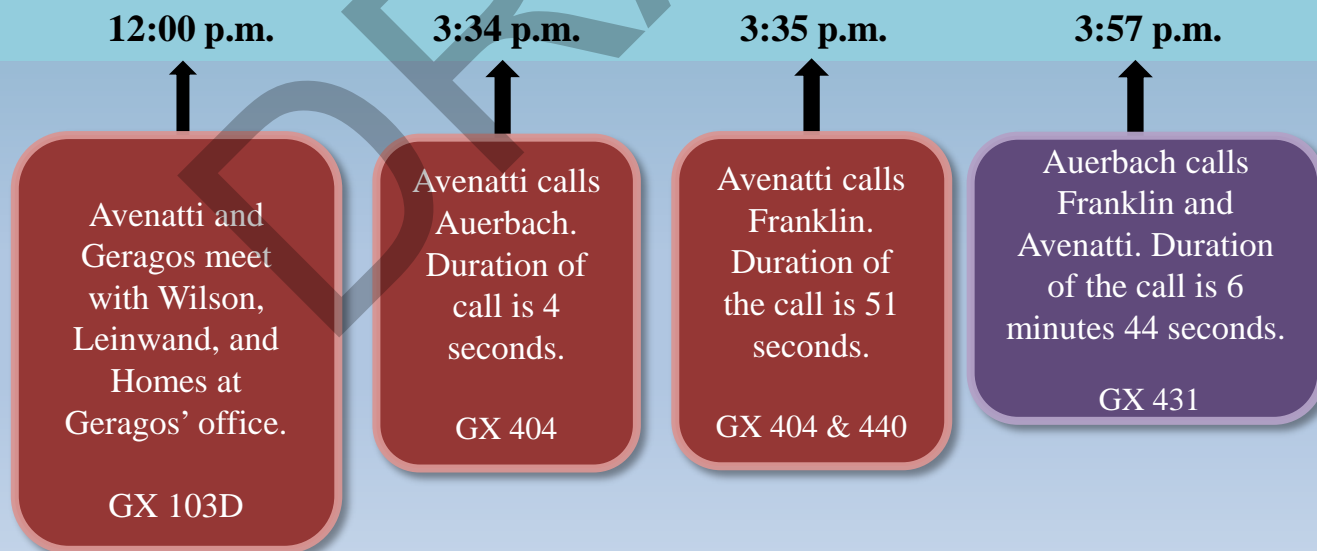 12:00 p.m.
3:34 p.m.
3:35 p.m.
3:57 p.m.
Avenatti and
Geragos meet
with Wilson,
Leinwand, and
Homes at
Geragos’ office.
GX 103D
Avenatti calls
Auerbach.
Duration of
call is 4
seconds.
GX 404
Avenatti calls
Franklin.
Duration of
the call is 51
seconds.
GX 404 & 440
Auerbach calls
Franklin and
Avenatti. Duration
of the call is 6
minutes 44 seconds.
GX 431